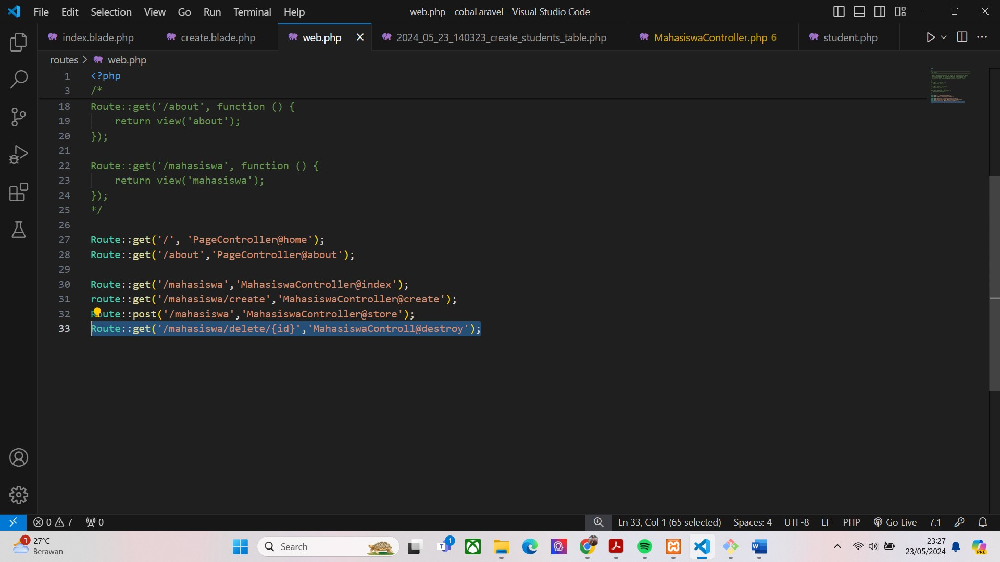 File Edit Selection View Go Run Terminal Help
web.php - cobaLaravel - Visual Studio Code
index.blade.php
create.blade.php
web.php
2024_05_23_140323_create_students_table.php
MahasiswaController.php 6
student.php
routes > web.php
1 <?php
3 /*
18 Route::get('/about', function () {
19     return view('about');
20 });
21
22 Route::get('/mahasiswa', function () {
23     return view('mahasiswa');
24 });
25 */
26
27 Route::get('/', 'PageController@home');
28 Route::get('/about','PageController@about');
29
30 Route::get('/mahasiswa','MahasiswaController@index');
31 route::get('/mahasiswa/create','MahasiswaController@create');
32 Route::post('/mahasiswa','MahasiswaController@store');
33 Route::get('/mahasiswa/delete/{id}','MahasiswaControll@destroy');
0 7 0
Ln 33, Col 1 (65 selected) Spaces: 4 UTF-8 LF PHP Go Live 7.1
1 27°C
Berawan
Search
1
23:27
23/05/2024
PRE